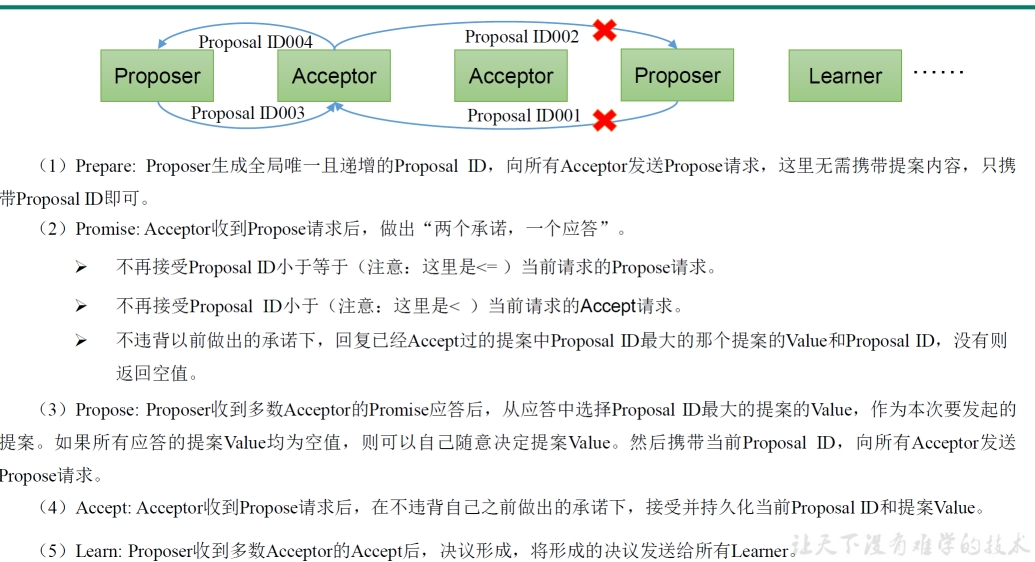 Proposal ID004
Proposal ID002
Proposer
Acceptor
Acceptor
Proposer
Learner
……
Proposal ID003
Proposal ID001
（1）Prepare: Proposer生成全局唯一且递增的Proposal ID，向所有Acceptor发送Propose请求，这里无需携带提案内容，只携
带Proposal ID即可。
（2）Promise: Acceptor收到Propose请求后，做出“两个承诺，一个应答”。
➢ 不再接受Proposal ID小于等于（注意：这里是<= ）当前请求的Propose请求。
➢ 不再接受Proposal ID小于（注意：这里是< ）当前请求的Accept请求。
➢ 不违背以前做出的承诺下，回复已经Accept过的提案中Proposal ID最大的那个提案的Value和Proposal ID，没有则
返回空值。
（3）Propose: Proposer收到多数Acceptor的Promise应答后，从应答中选择Proposal ID最大的提案的Value，作为本次要发起的
提案。如果所有应答的提案Value均为空值，则可以自己随意决定提案Value。然后携带当前Proposal ID，向所有Acceptor发送
Propose请求。
（4）Accept: Acceptor收到Propose请求后，在不违背自己之前做出的承诺下，接受并持久化当前Proposal ID和提案Value。
（5）Learn: Proposer收到多数Acceptor的Accept后，决议形成，将形成的决议发送给所有Learner。
让天下没有难学的技术